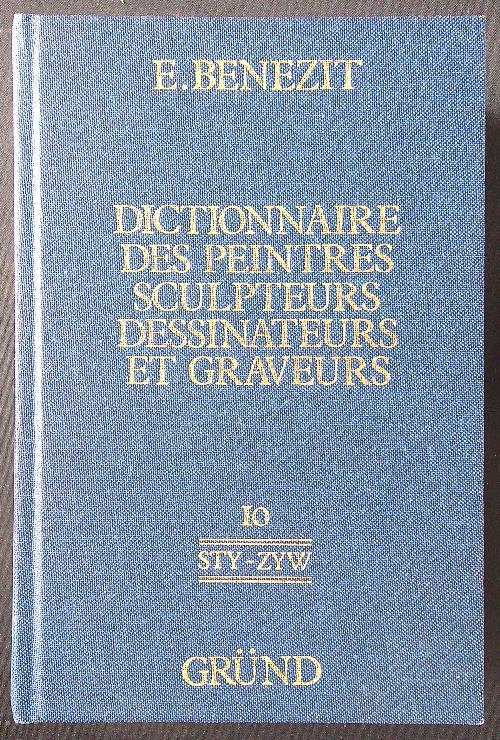 E. BENEZIT
DICTIONNAIRE
DES PEINTRES
SCULPTEURS
DESSINATEURS
ET GRAVEURS
10
STY-ZYW
GRÜND